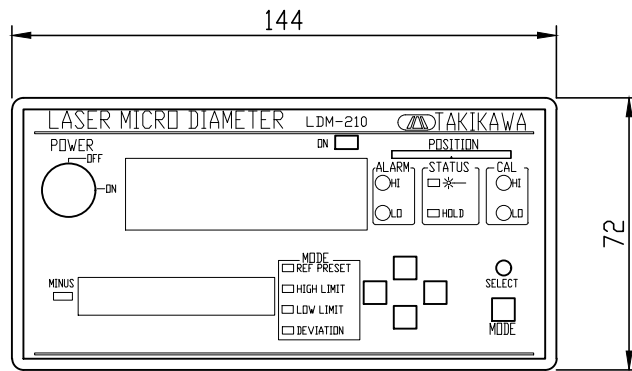 144
LASER MICRO DIAMETER LDM-210 TAKIKAWA
POWER
OFF
ON
ON
POSITION
ALARM
HI
LO
STATUS
HOLD
CAL
HI
LO
72
MINUS
MODE
REF PRESET
HIGH LIMIT
LOW LIMIT
DEVIATION
SELECT
MODE